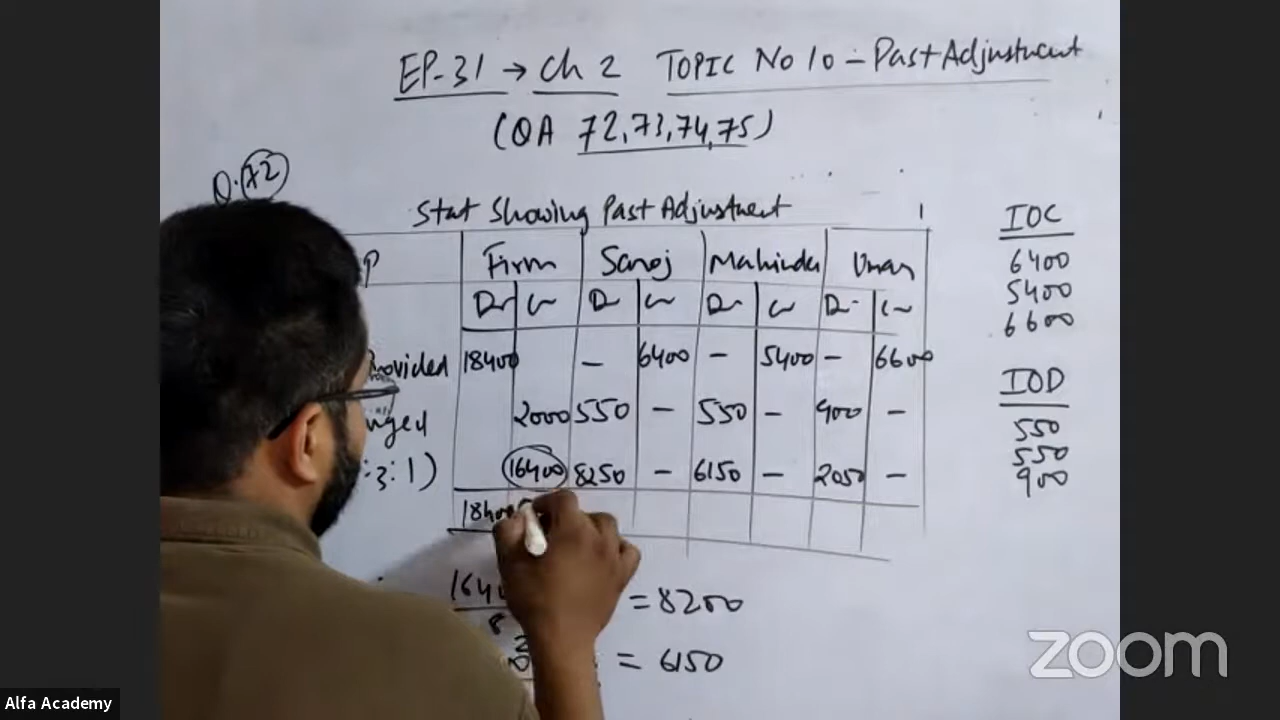 EP-31 → Ch 2 TOPIC No 10 - Past Adjustment
(QA 72,73,74,75)
Q.72
Stat Showing Past Adjustment
P Firm Saroj Mahinder Umar
Dr Cr Dr Cr Dr Cr Dr Cr
Provided 18400 - 6400 - 5400 - 6600
nged 2000 550 - 550 - 900 -
:3:1) 16400 8250 - 6150 - 2050 -
18400
164
8
= 8200
= 6150
IOC
6400
5400
6600
IOD
550
550
900
zoom
Alfa Academy